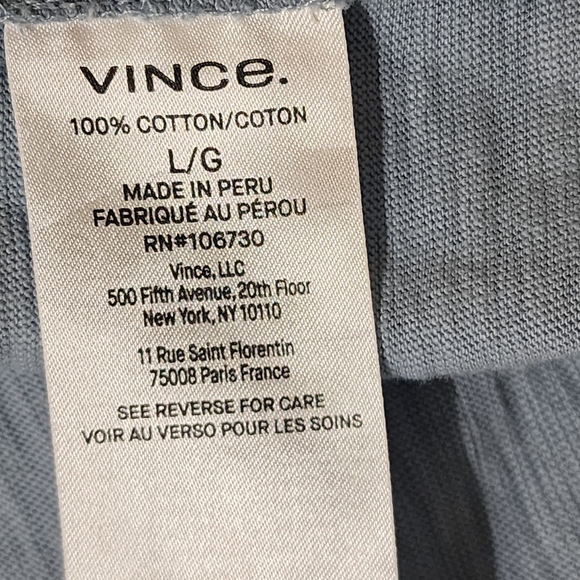 VINCE.
100% COTTON/COTON
L/G
MADE IN PERU
FABRIQUÉ AU PÉROU
RN#106730
Vince, LLC
500 Fifth Avenue, 20th Floor
New York, NY 10110
11 Rue Saint Florentin
75008 Paris France
SEE REVERSE FOR CARE
VOIR AU VERSO POUR LES SOINS